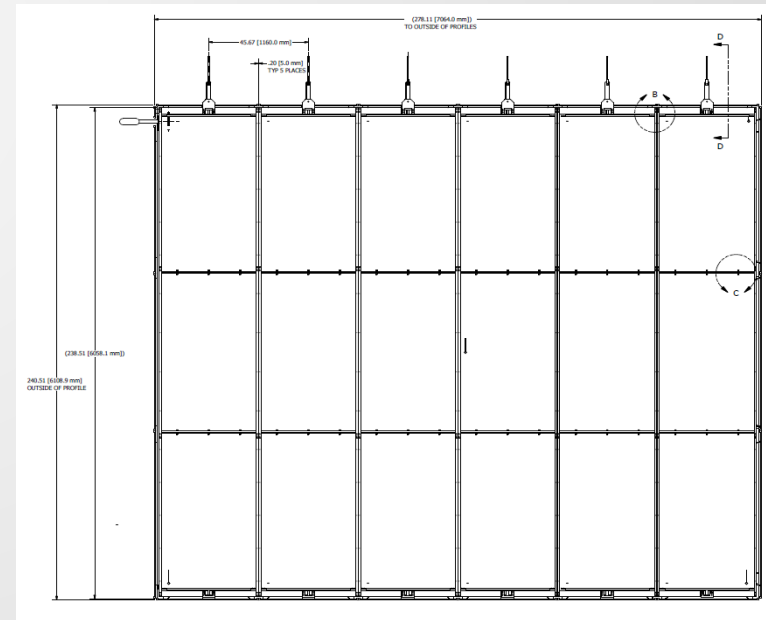 (278.11 [7064.0 mm])
TO OUTSIDE OF PROFILES
45.67 [1160.0 mm]
.20 [5.0 mm]
TYP 5 PLACES
D
B
D
C
(238.51 [6058.1 mm])
240.51 [6108.9 mm]
OUTSIDE OF PROFILE